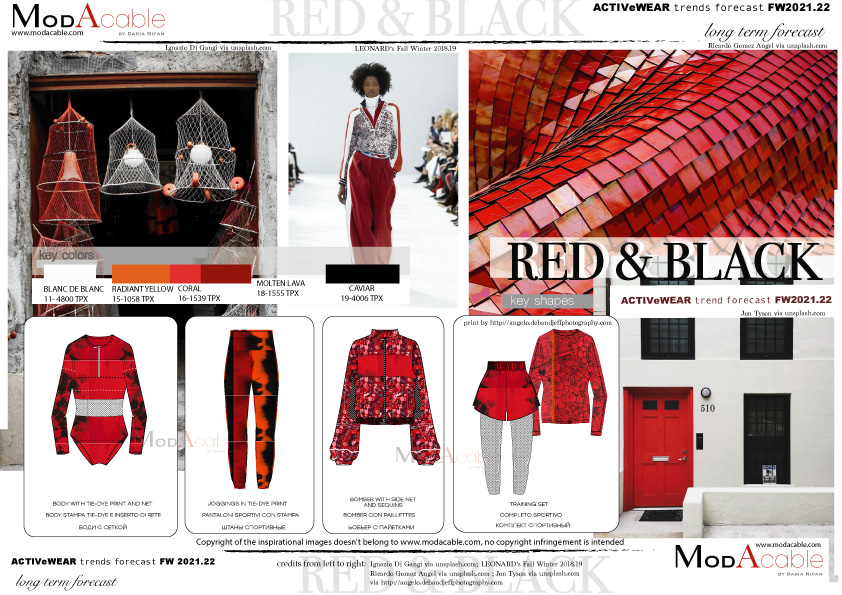 RED & BLACK
ModAcable
www.modacable.com
BY DARIA NIFAN
ACTIVeWEAR trends forecast FW2021.22
long term forecast
Ignazio Di Gangi via unsplash.com
LEONARD's Fall Winter 2018.19
Ricardo Gomez Angel via unsplash.com
key colors
BLANC DE BLANC
11- 4800 TPX
RADIANT YELLOW
15-1058 TPX
CORAL
16-1539 TPX
MOLTEN LAVA
18-1555 TPX
CAVIAR
19-4006 TPX
RED & BLACK
key shapes
ACTIVeWEAR trend forecast FW2021.22
Jon Tyson via unsplash.com
print by http://angelo.debandjeffphotography.com
510
ModAcable
ModAcable
BODY WITH TIE-DYE PRINT AND NET
BODY STAMPA TIE-DYE E INSERTO DI RETE
БОДИ С СЕТКОЙ
JOGGINGS IN TIE-DYE PRINT
PANTALONI SPORTIVI CON STAMPA
ШТАНЫ СПОРТИВНЫЕ
BOMBER WITH SIDE NET
AND SEQUINS
BOMBER CON PAILLETTES
БОЬБЕР С ПАЙЕТКАМИ
TRAINING SET
COMPLETO SPORTIVO
КОМПЛЕКТ СПОРТИВНЫЙ
Copyright of the inspirational images doesn't belong to www.modacable.com, no copyright infringement is intended
ACTIVeWEAR trends forecast FW 2021.22
long term forecast
credits from left to right: Ignazio Di Gangi via unsplash.com; LEONARD's Fall Winter 2018.19
Ricardo Gomez Angel via unsplash.com ; Jon Tyson via unsplash.com
via http://angelo.debandjeffphotography.com
RED & BLACK
www.modacable.com
ModAcable
BY DARIA NIFAN